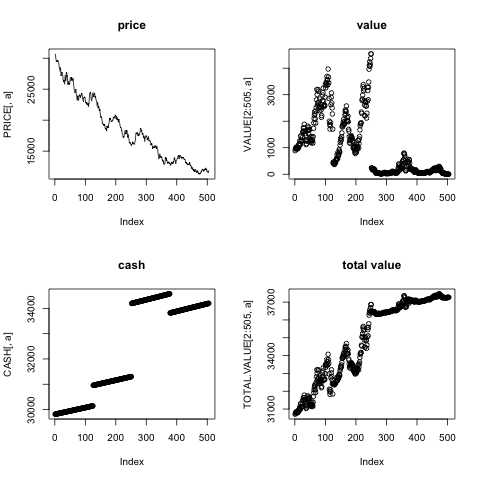 price
PRICE[, a]
15000 25000
0 100 200 300 400 500
Index
value
VALUE[2:505, a]
0 1000 3000
0 100 200 300 400 500
Index
cash
CASH[, a]
30000 32000 34000
0 100 200 300 400 500
Index
total value
TOTAL.VALUE[2:505, a]
31000 34000 37000
0 100 200 300 400 500
Index